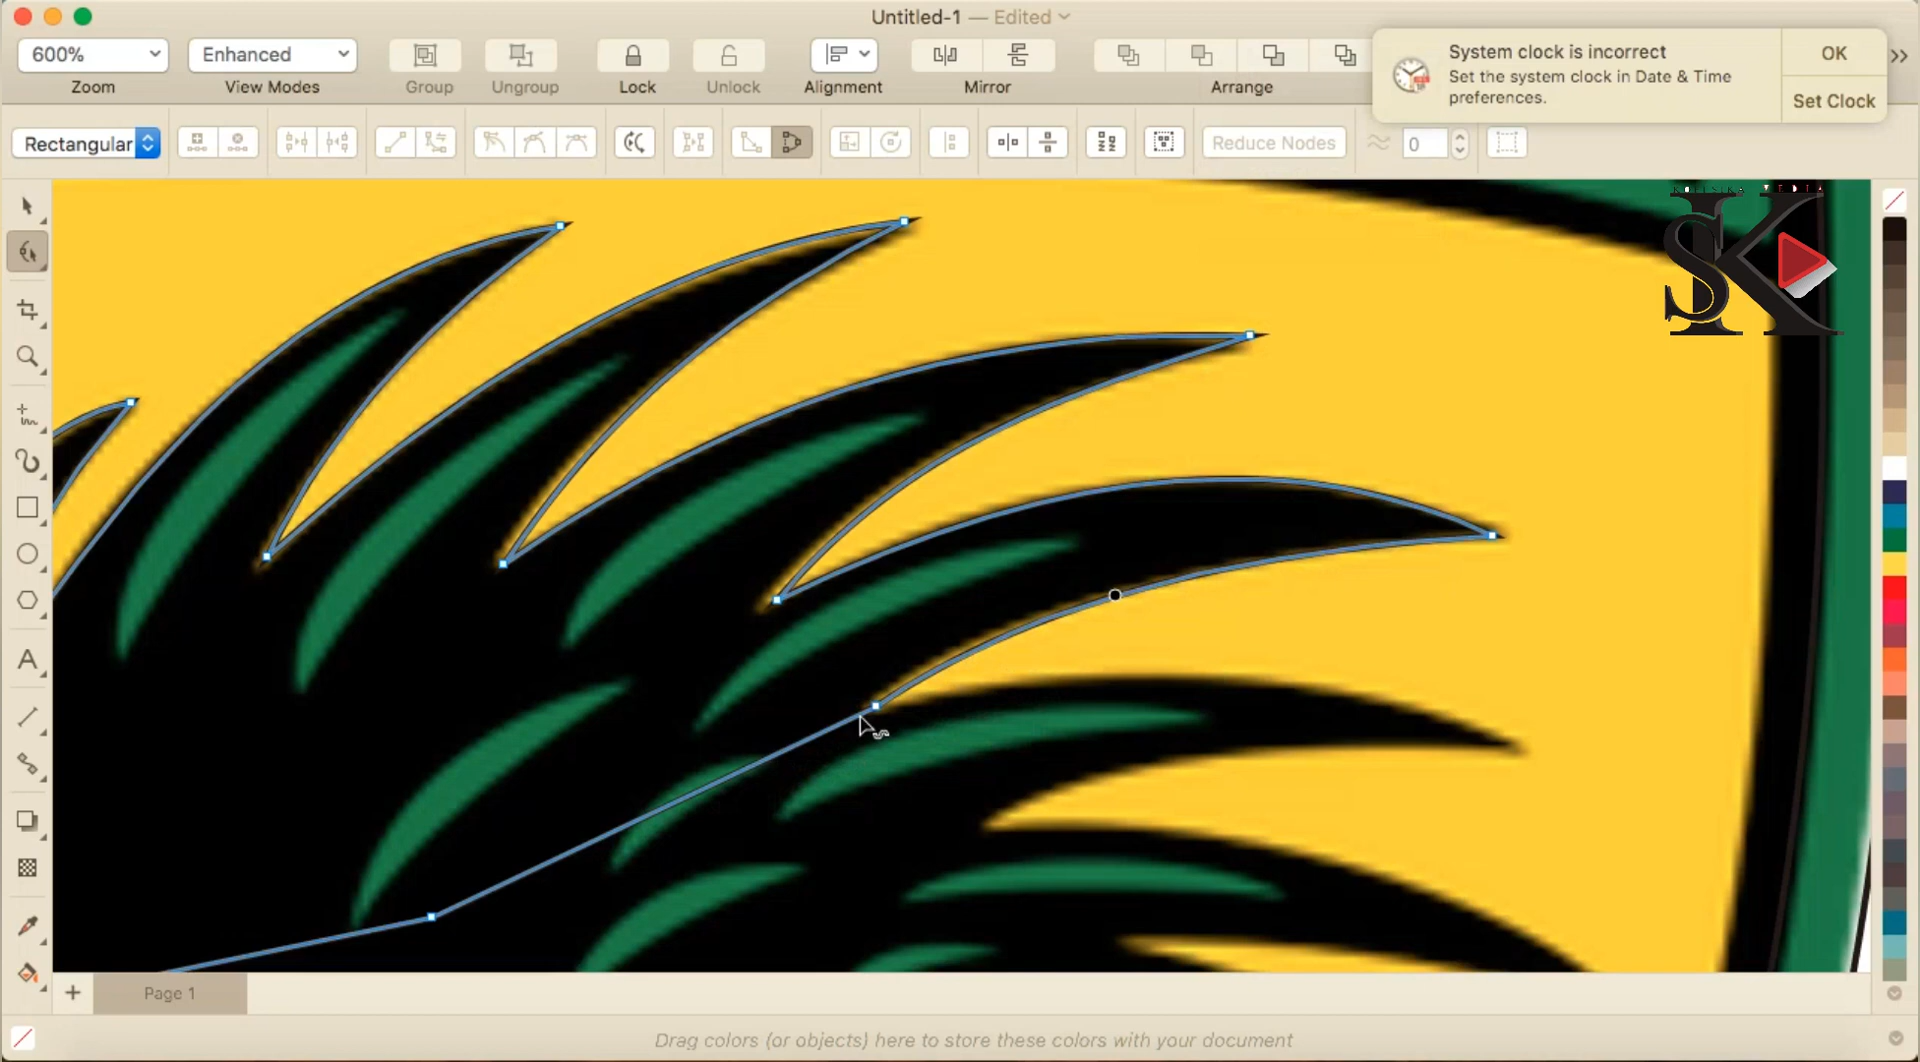 Untitled-1 — Edited
600%
Enhanced
Zoom
View Modes
Group
Ungroup
Lock
Unlock
Alignment
Mirror
Arrange
System clock is incorrect
Set the system clock in Date & Time
preferences.
OK
Set Clock
Rectangular
Reduce Nodes
0
SK
Page 1
Drag colors (or objects) here to store these colors with your document